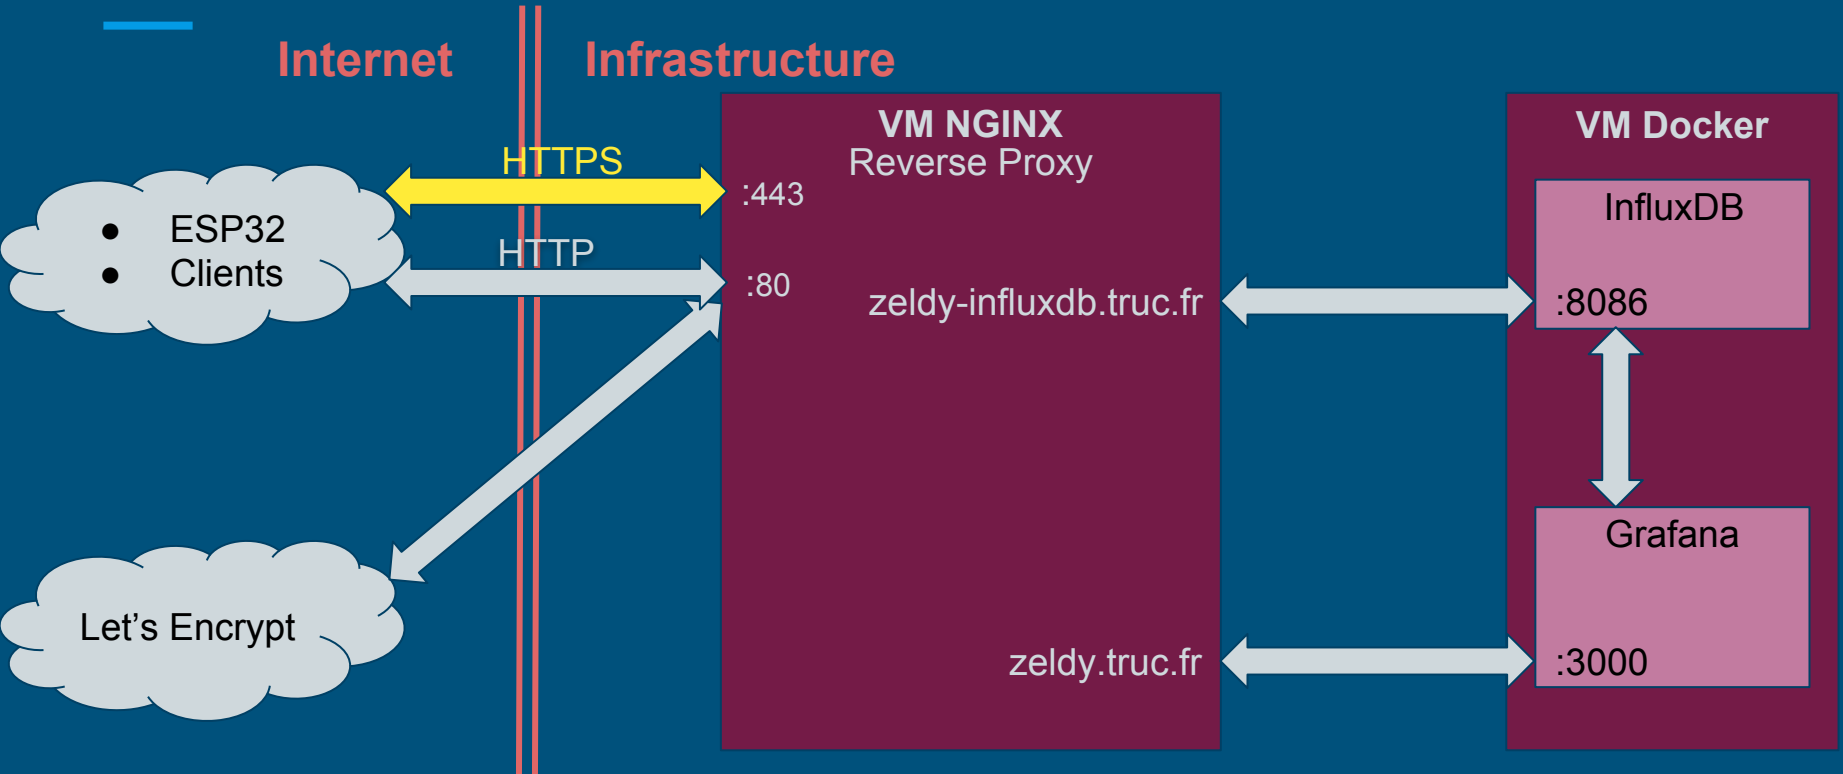 Internet
Infrastructure
VM NGINX
Reverse Proxy
VM Docker
HTTPS
:443
HTTP
:80
● ESP32
● Clients
zeldy-influxdb.truc.fr
InfluxDB
:8086
Grafana
:3000
Let's Encrypt
zeldy.truc.fr